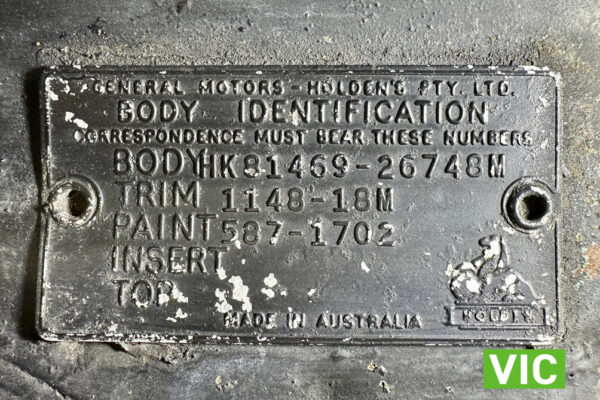 GENERAL MOTORS - HOLDEN'S PTY. LTD.
BODY IDENTIFICATION
CORRESPONDENCE MUST BEAR THESE NUMBERS
BODY HK81469-26748M
TRIM 1148-18M
PAINT 587-1702
INSERT
TOP
MADE IN AUSTRALIA
HOLDEN
VIC